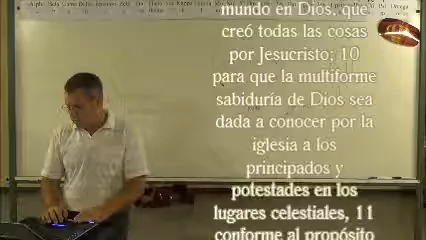 mundo en Dios, que
creó todas las cosas
por Jesucristo; 10
para que la multiforme
sabiduría de Dios sea
dada a conocer por la
iglesia a los
principados y
potestades en los
lugares celestiales, 11
conforme al propósito